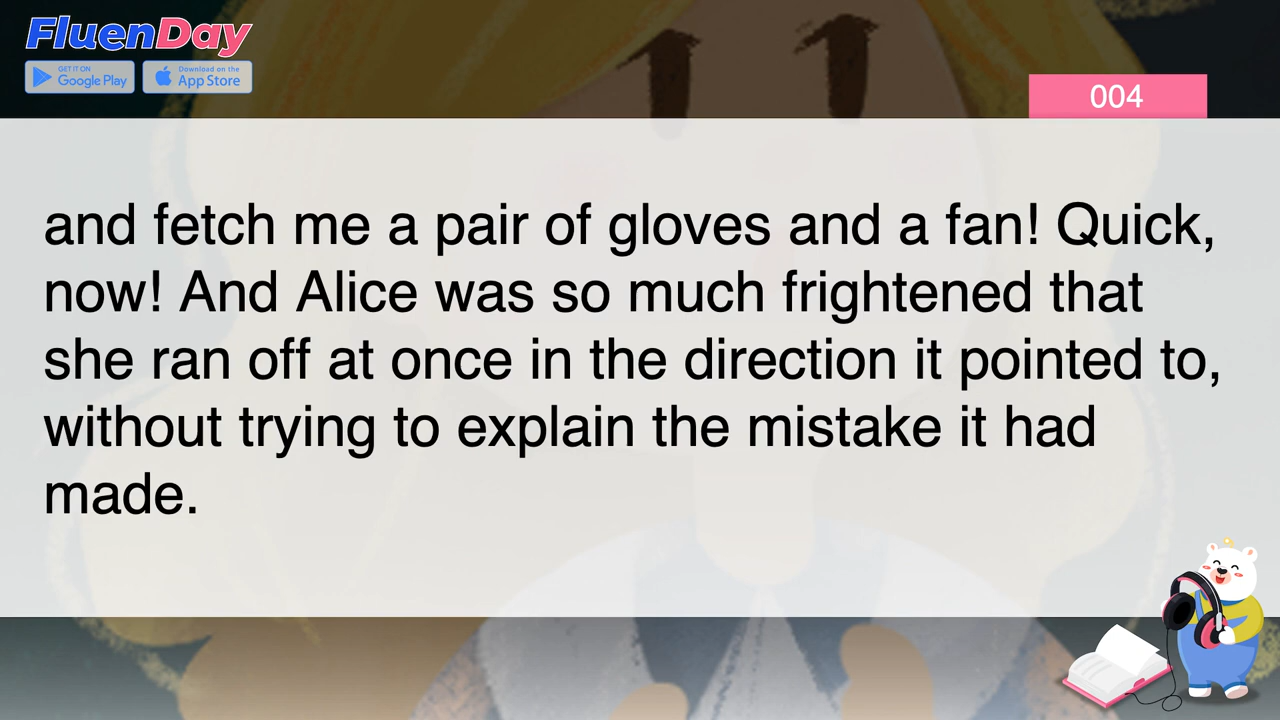 FluenDay
GET IT ON
Google Play
Download on the
App Store
004
and fetch me a pair of gloves and a fan! Quick,
now! And Alice was so much frightened that
she ran off at once in the direction it pointed to,
without trying to explain the mistake it had
made.